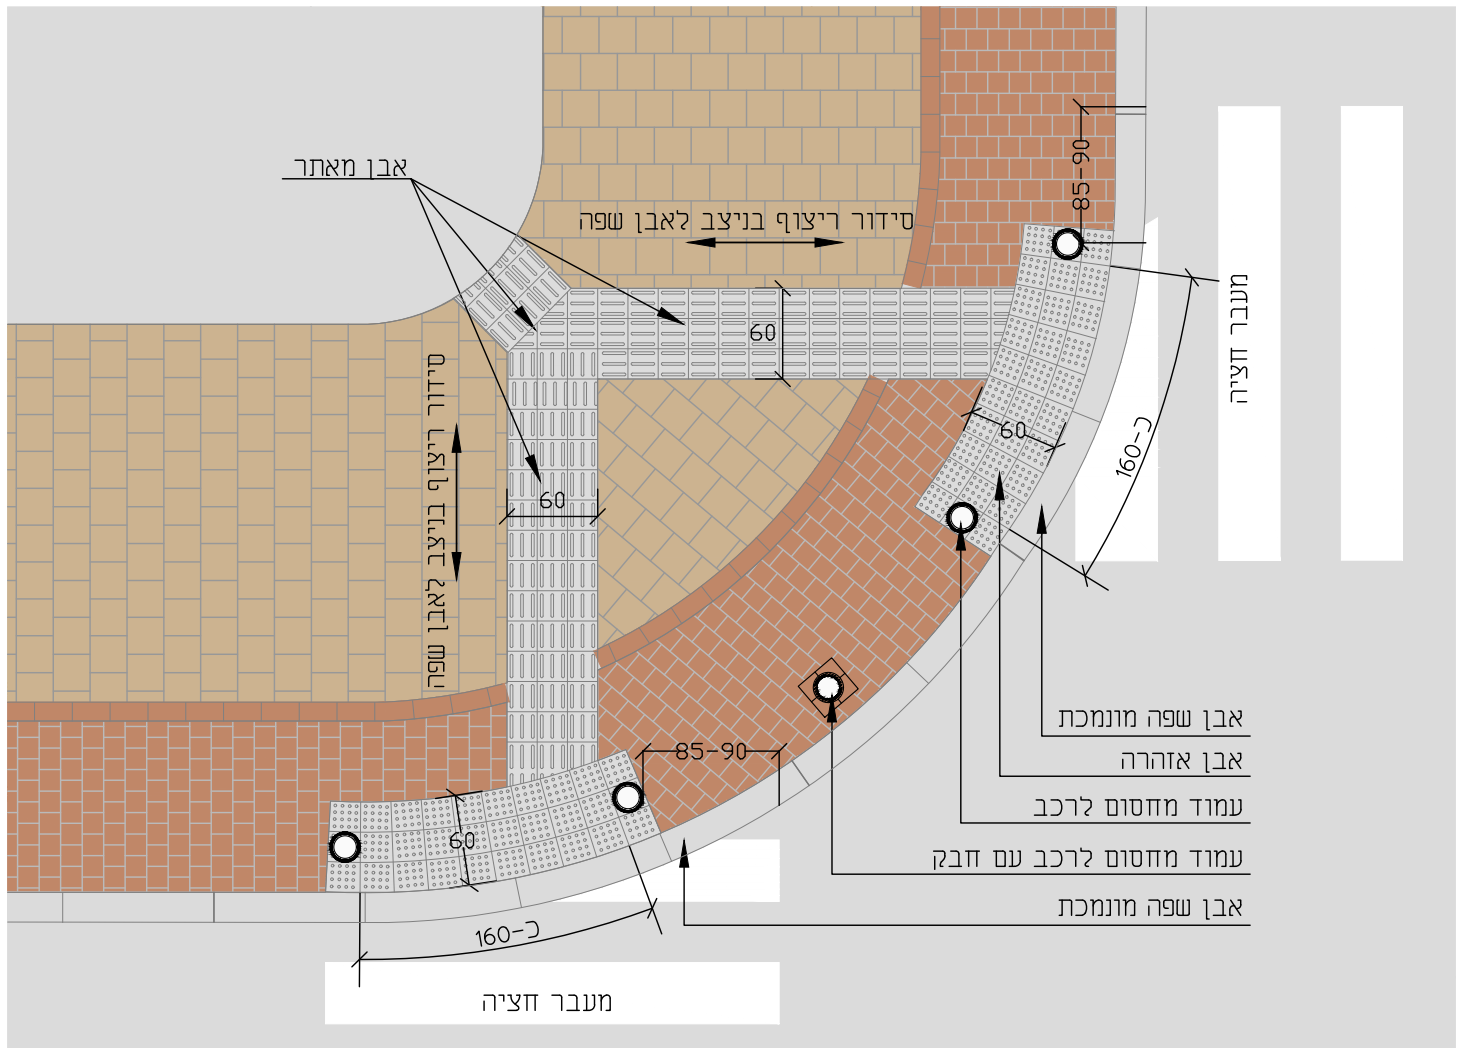 אבן מאתר
סידור ריצוף בניצב לאבן שפה
85-90
60
מעבר חציה
סידור ריצוף בניצב לאבן שפה
60
60
כ-160
אבן שפה מונמכת
אבן אזהרה
עמוד מחסום לרכב
עמוד מחסום לרכב עם חבק
אבן שפה מונמכת
85-90
60
כ-160
מעבר חציה